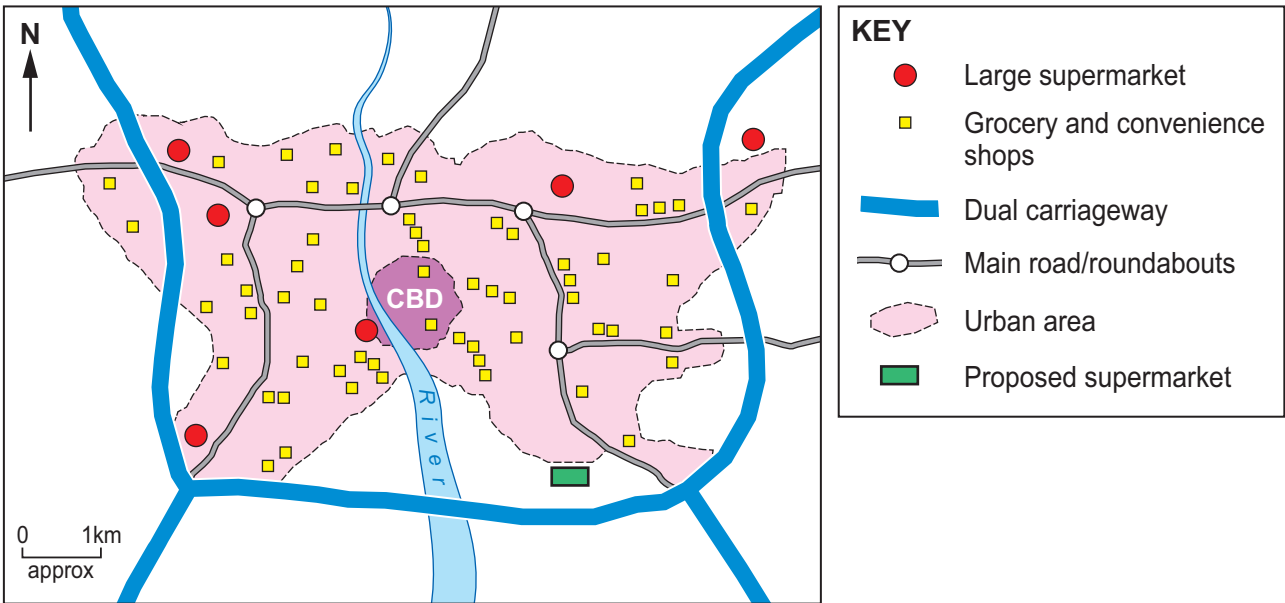 N
CBD
River
0 1km
approx
KEY
Large supermarket
Grocery and convenience
shops
Dual carriageway
Main road/roundabouts
Urban area
Proposed supermarket